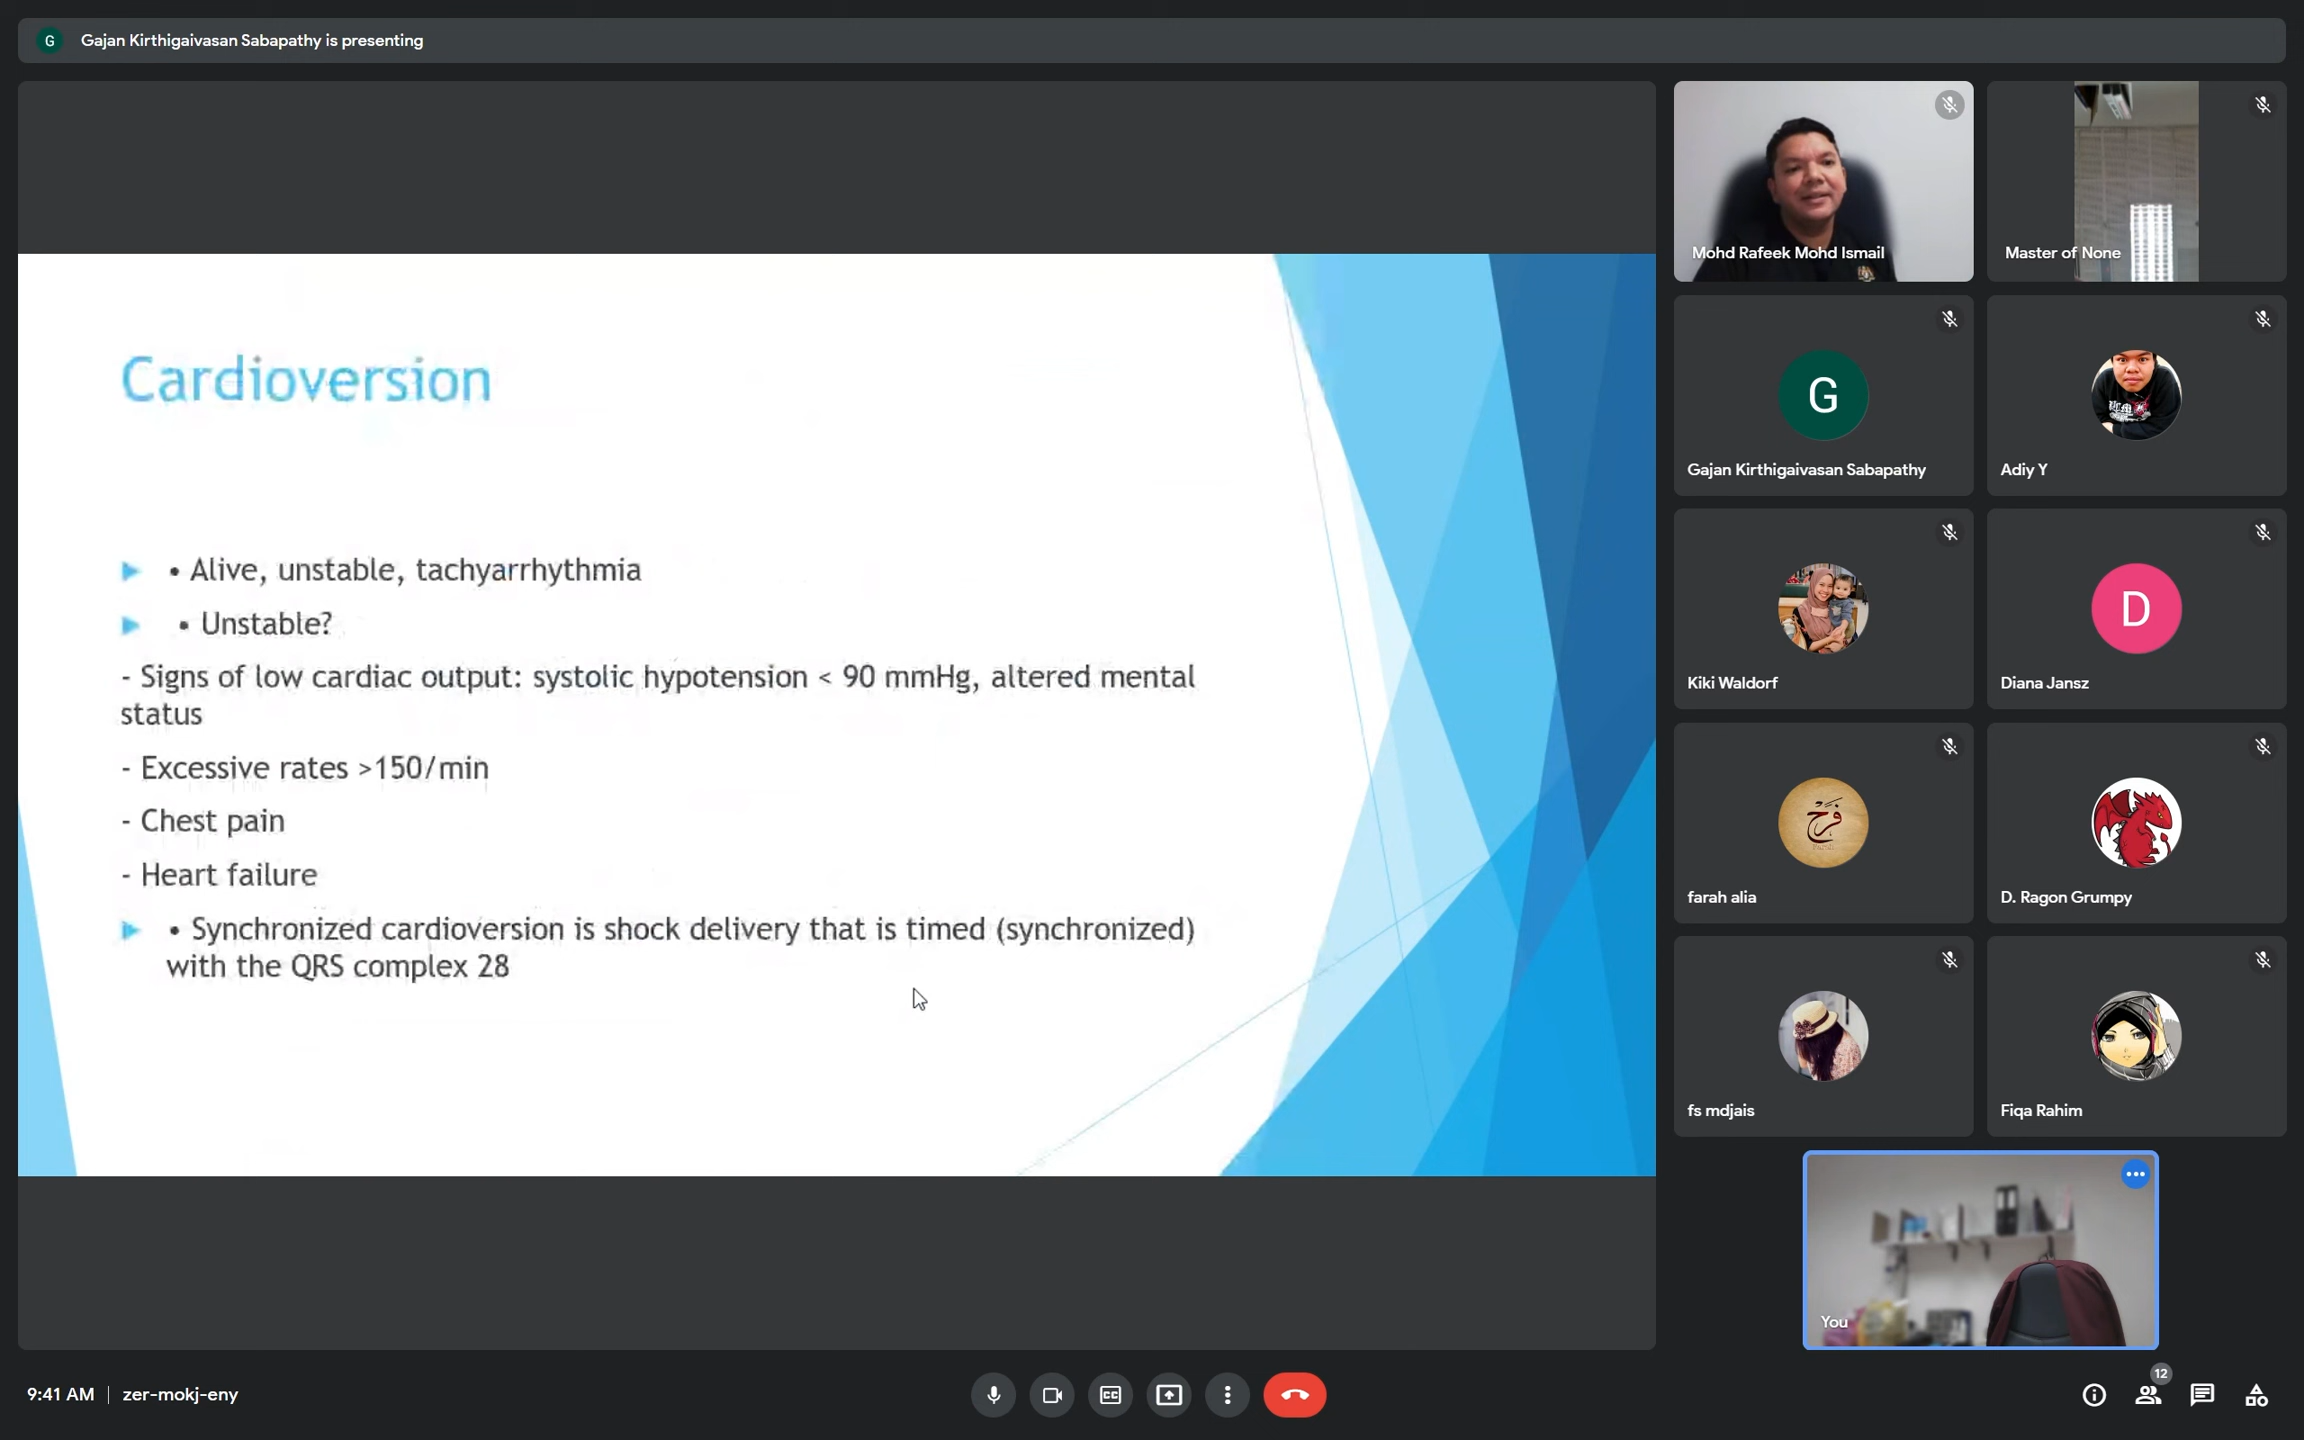 G Gajan Kirthigaivasan Sabapathy is presenting
Cardioversion
• Alive, unstable, tachyarrhythmia
• Unstable?
- Signs of low cardiac output: systolic hypotension < 90 mmHg, altered mental
status
- Excessive rates >150/min
- Chest pain
- Heart failure
• Synchronized cardioversion is shock delivery that is timed (synchronized)
with the QRS complex 28
Mohd Rafeek Mohd Ismail
Master of None
G
Gajan Kirthigaivasan Sabapathy
Adiy Y
Kiki Waldorf
D
Diana Jansz
فرح
farah alia
D. Ragon Grumpy
fs mdjais
Fiqa Rahim
You
9:41 AM | zer-mokj-eny
CC
12